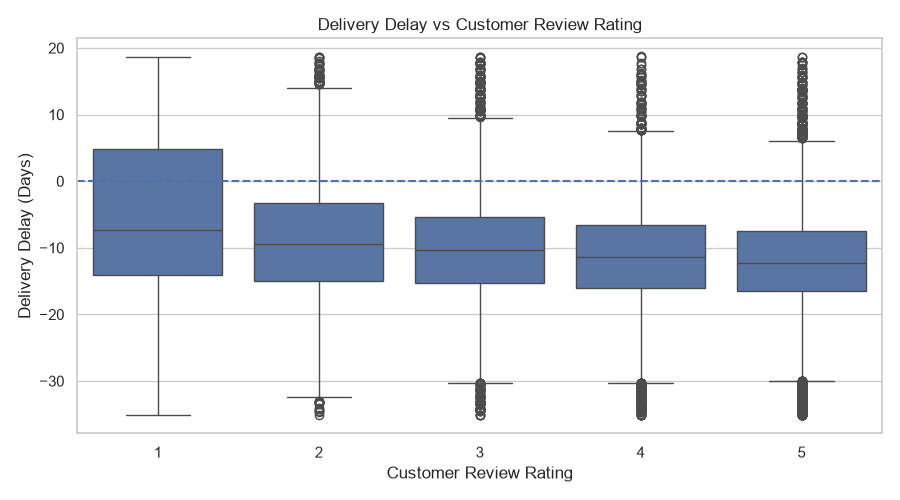 Delivery Delay vs Customer Review Rating
20
10
0
−10
−20
−30
Delivery Delay (Days)
1 2 3 4 5
Customer Review Rating